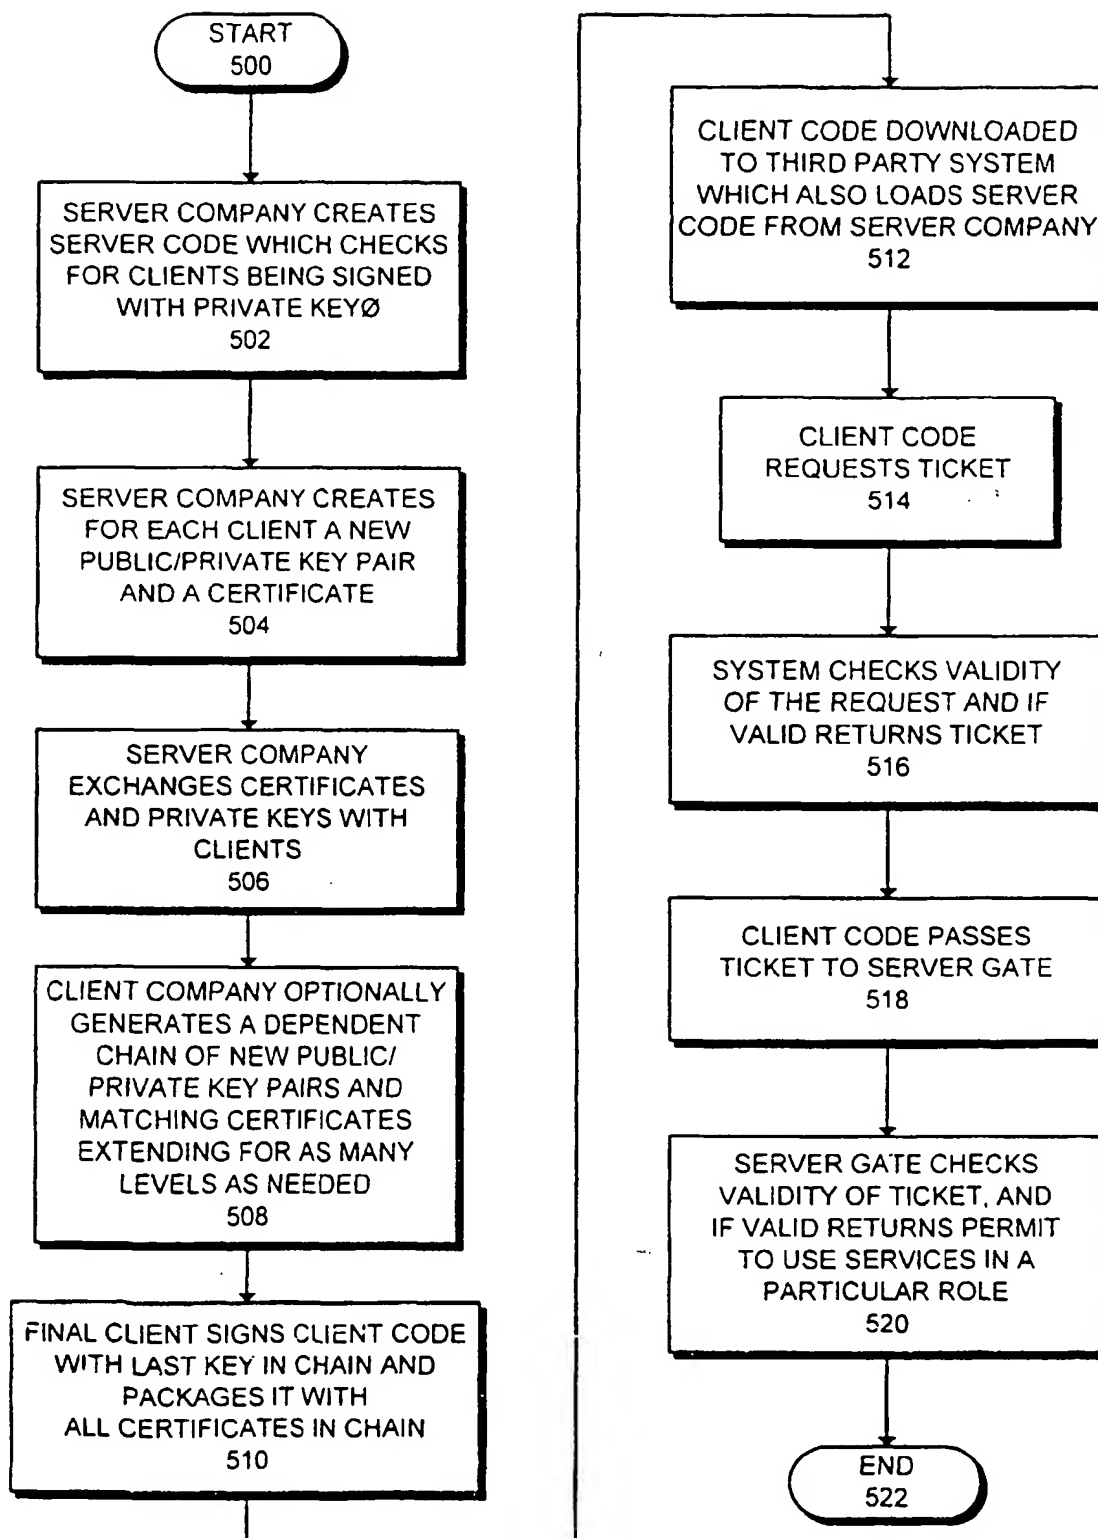 START
500
SERVER COMPANY CREATES
SERVER CODE WHICH CHECKS
FOR CLIENTS BEING SIGNED
WITH PRIVATE KEYØ
502
SERVER COMPANY CREATES
FOR EACH CLIENT A NEW
PUBLIC/PRIVATE KEY PAIR
AND A CERTIFICATE
504
SERVER COMPANY
EXCHANGES CERTIFICATES
AND PRIVATE KEYS WITH
CLIENTS
506
CLIENT COMPANY OPTIONALLY
GENERATES A DEPENDENT
CHAIN OF NEW PUBLIC/
PRIVATE KEY PAIRS AND
MATCHING CERTIFICATES
EXTENDING FOR AS MANY
LEVELS AS NEEDED
508
FINAL CLIENT SIGNS CLIENT CODE
WITH LAST KEY IN CHAIN AND
PACKAGES IT WITH
ALL CERTIFICATES IN CHAIN
510
CLIENT CODE DOWNLOADED
TO THIRD PARTY SYSTEM
WHICH ALSO LOADS SERVER
CODE FROM SERVER COMPANY
512
CLIENT CODE
REQUESTS TICKET
514
SYSTEM CHECKS VALIDITY
OF THE REQUEST AND IF
VALID RETURNS TICKET
516
CLIENT CODE PASSES
TICKET TO SERVER GATE
518
SERVER GATE CHECKS
VALIDITY OF TICKET, AND
IF VALID RETURNS PERMIT
TO USE SERVICES IN A
PARTICULAR ROLE
520
END
522